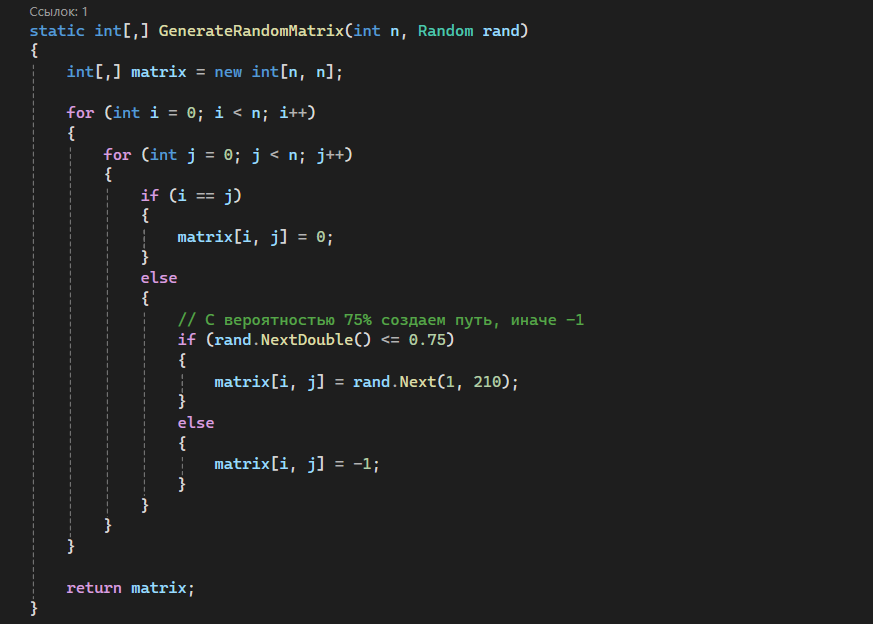 Ссылок: 1
static int[,] GenerateRandomMatrix(int n, Random rand)
{
    int[,] matrix = new int[n, n];

    for (int i = 0; i < n; i++)
    {
        for (int j = 0; j < n; j++)
        {
            if (i == j)
            {
                matrix[i, j] = 0;
            }
            else
            {
                // С вероятностью 75% создаем путь, иначе -1
                if (rand.NextDouble() <= 0.75)
                {
                    matrix[i, j] = rand.Next(1, 210);
                }
                else
                {
                    matrix[i, j] = -1;
                }
            }
        }
    }

    return matrix;
}